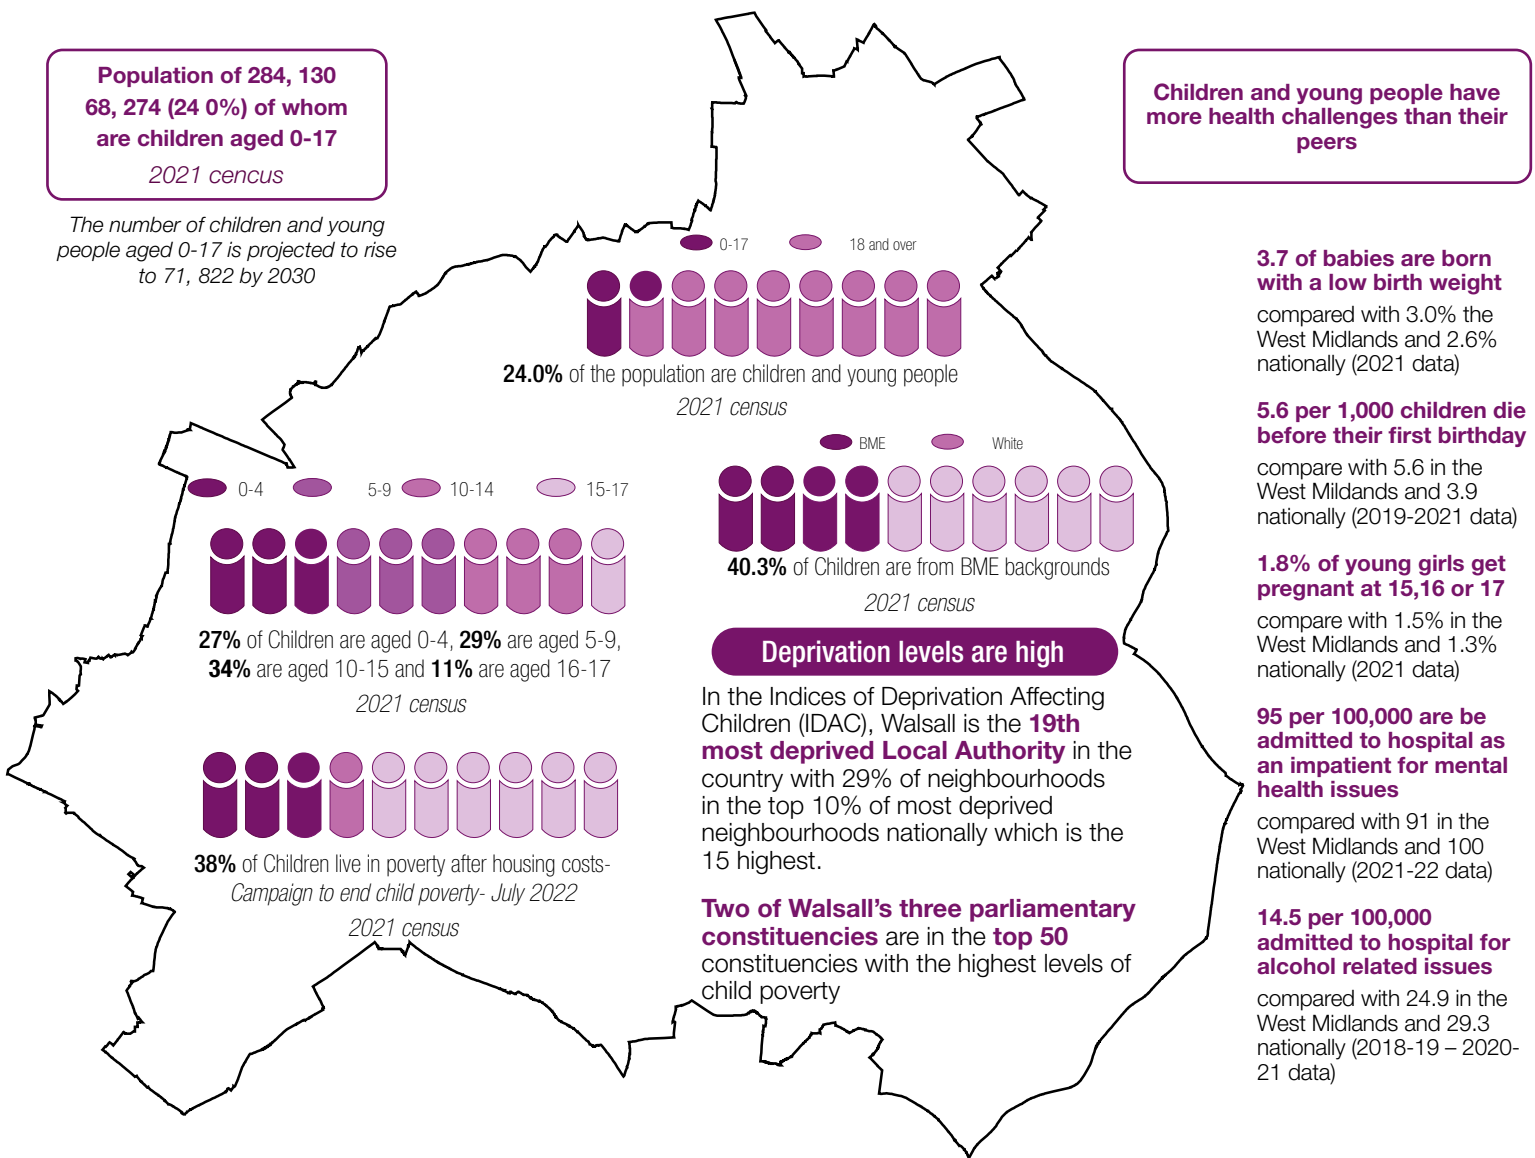 Population of 284, 130
68, 274 (24 0%) of whom
are children aged 0-17
2021 cencus
The number of children and young
people aged 0-17 is projected to rise
to 71, 822 by 2030
0-17
18 and over
24.0% of the population are children and young people
2021 census
BME
White
40.3% of Children are from BME backgrounds
2021 census
0-4
5-9
10-14
15-17
27% of Children are aged 0-4, 29% are aged 5-9,
34% are aged 10-15 and 11% are aged 16-17
2021 census
38% of Children live in poverty after housing costs-
Campaign to end child poverty- July 2022
2021 census
Deprivation levels are high
In the Indices of Deprivation Affecting
Children (IDAC), Walsall is the 19th
most deprived Local Authority in the
country with 29% of neighbourhoods
in the top 10% of most deprived
neighbourhoods nationally which is the
15 highest.
Two of Walsall’s three parliamentary
constituencies are in the top 50
constituencies with the highest levels of
child poverty
Children and young people have
more health challenges than their
peers
3.7 of babies are born
with a low birth weight
compared with 3.0% the
West Midlands and 2.6%
nationally (2021 data)
5.6 per 1,000 children die
before their first birthday
compare with 5.6 in the
West Mildands and 3.9
nationally (2019-2021 data)
1.8% of young girls get
pregnant at 15,16 or 17
compare with 1.5% in the
West Midlands and 1.3%
nationally (2021 data)
95 per 100,000 are be
admitted to hospital as
an impatient for mental
health issues
compared with 91 in the
West Midlands and 100
nationally (2021-22 data)
14.5 per 100,000
admitted to hospital for
alcohol related issues
compared with 24.9 in the
West Midlands and 29.3
nationally (2018-19 – 2020-
21 data)